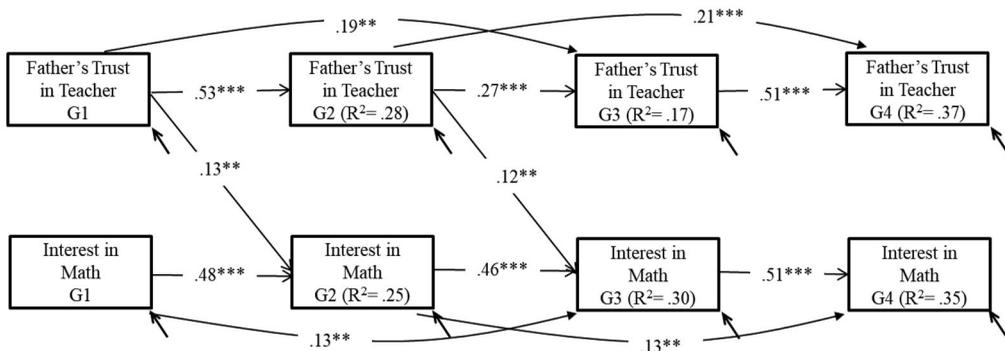 .19**
.21***
Father’s Trust
in Teacher
G1
.53***
Father’s Trust
in Teacher
G2 (R²= .28)
.27***
Father’s Trust
in Teacher
G3 (R²= .17)
.51***
Father’s Trust
in Teacher
G4 (R²= .37)
.13**
.12**
Interest in
Math
G1
.48***
Interest in
Math
G2 (R²= .25)
.46***
Interest in
Math
G3 (R²= .30)
.51***
Interest in
Math
G4 (R²= .35)
.13**
.13**